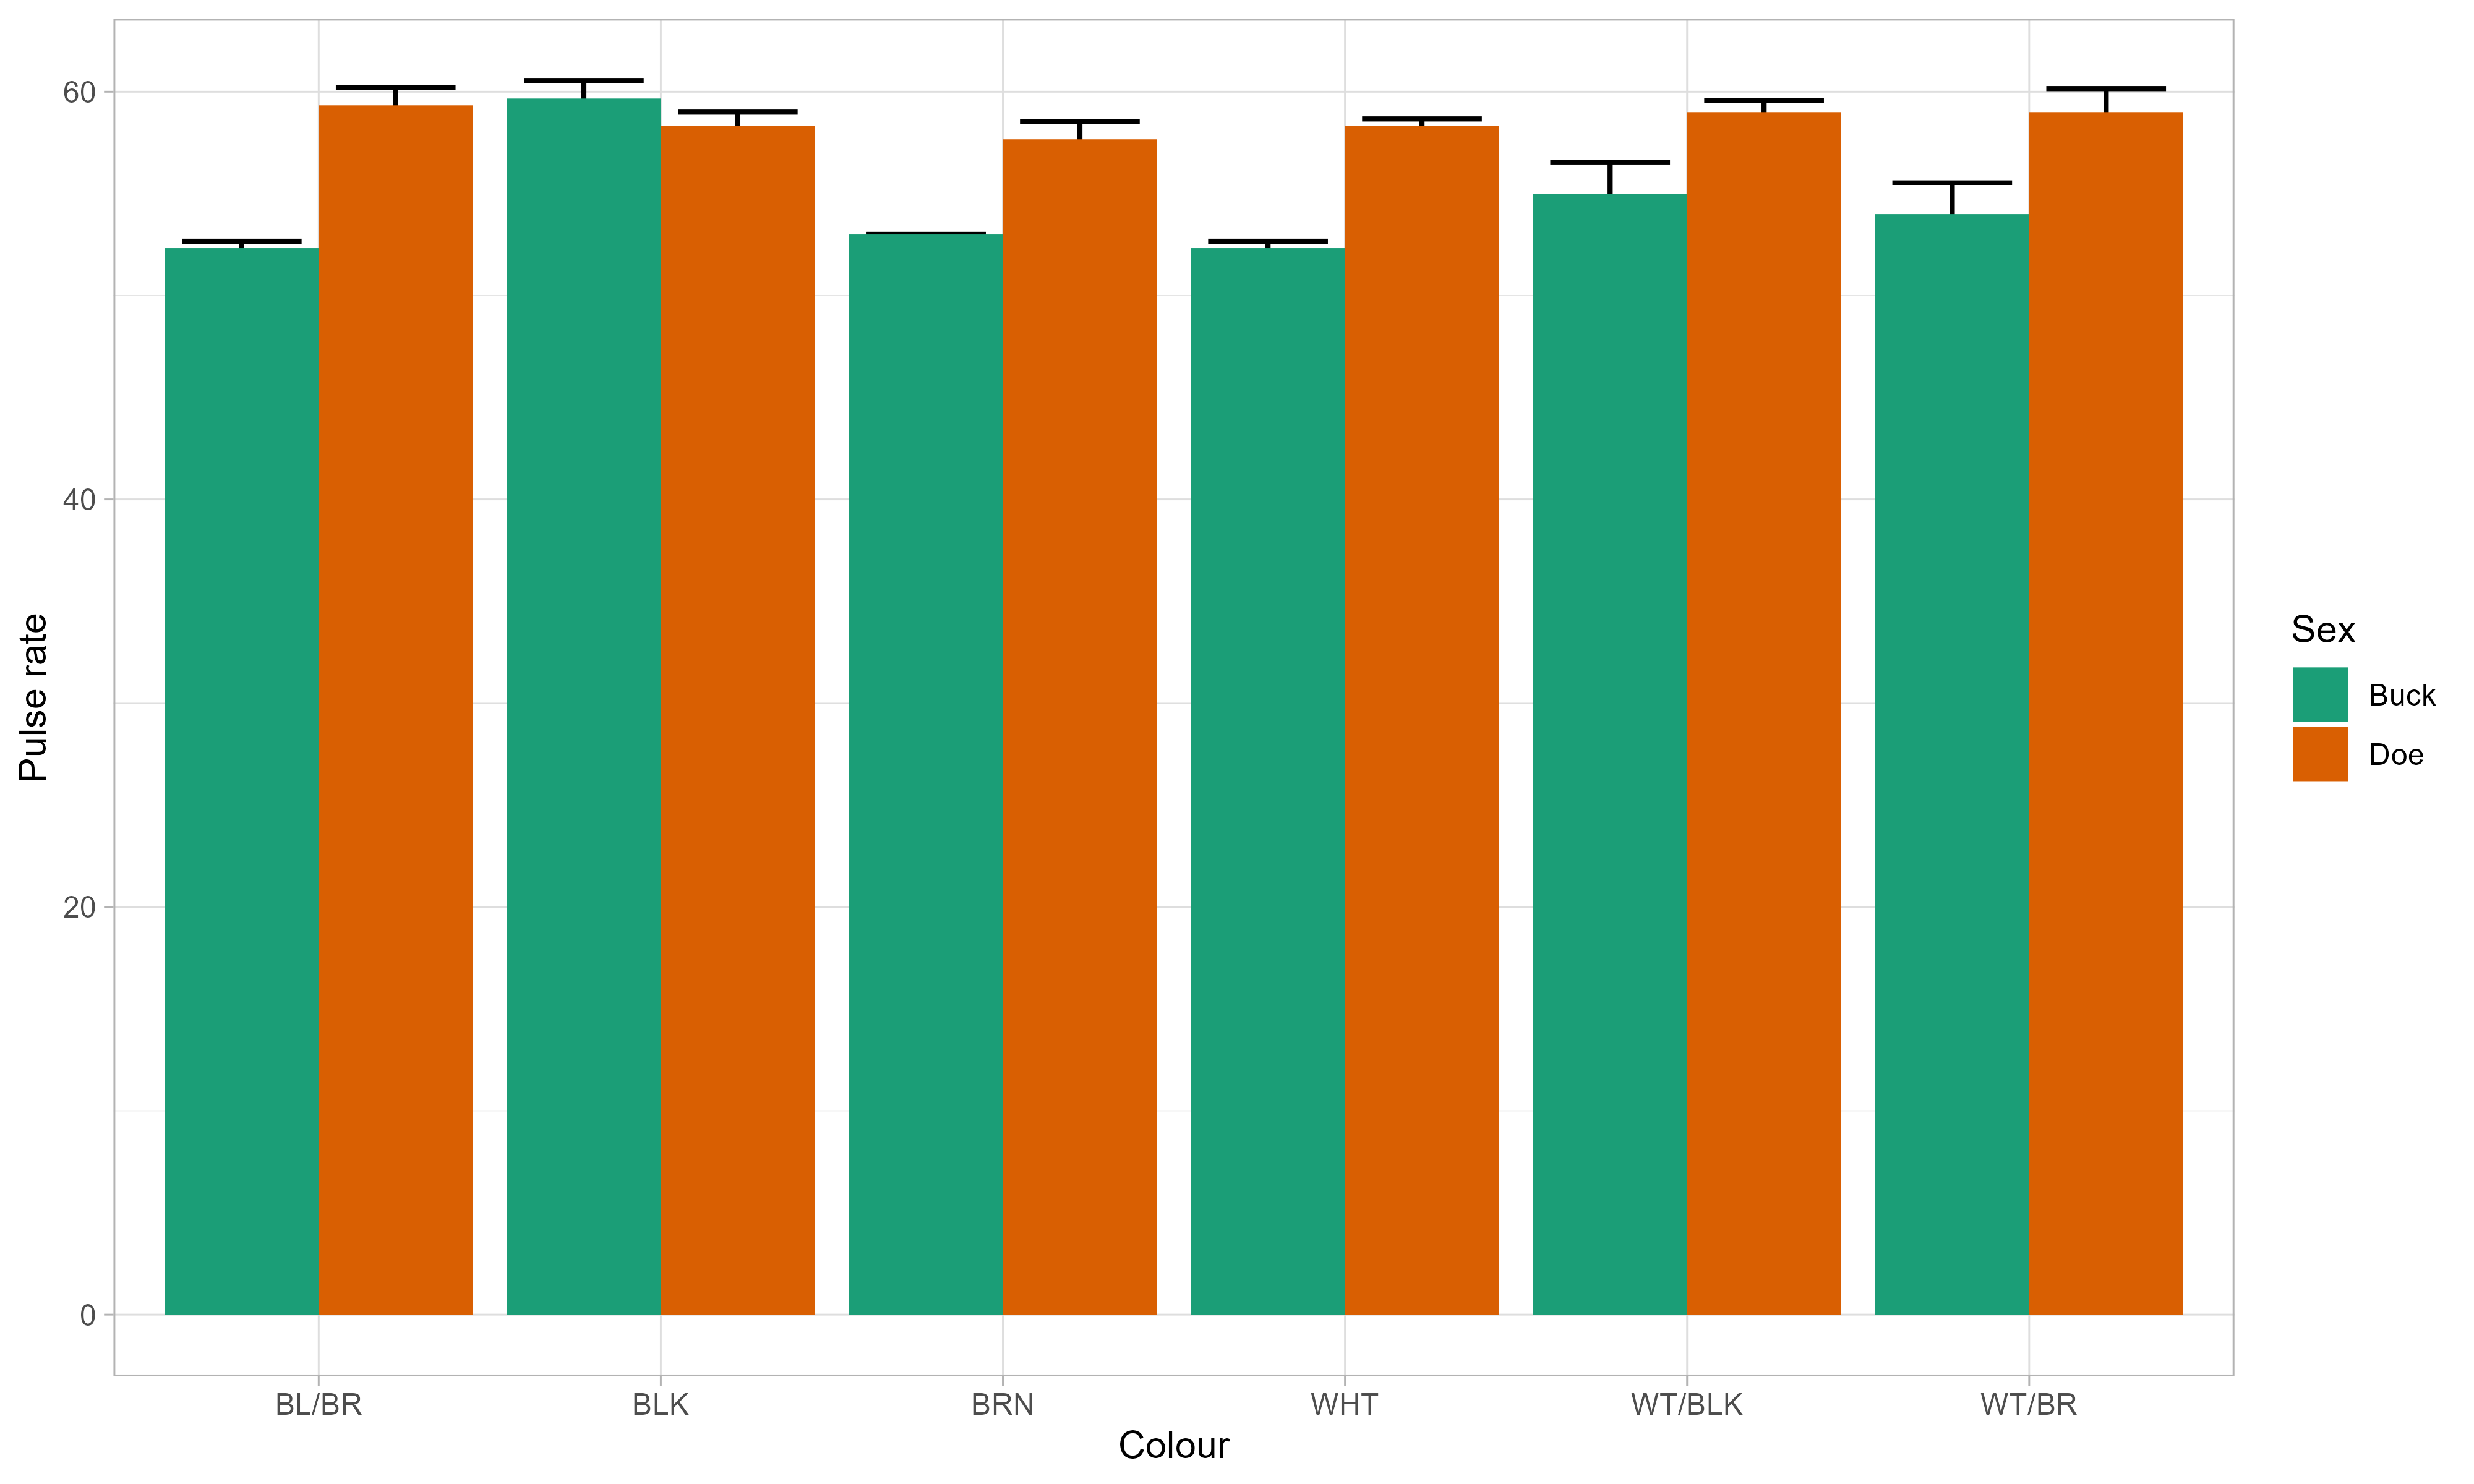 60
40
20
0
Pulse rate
BL/BR
BLK
BRN
WHT
WT/BLK
WT/BR
Colour
Sex
Buck
Doe